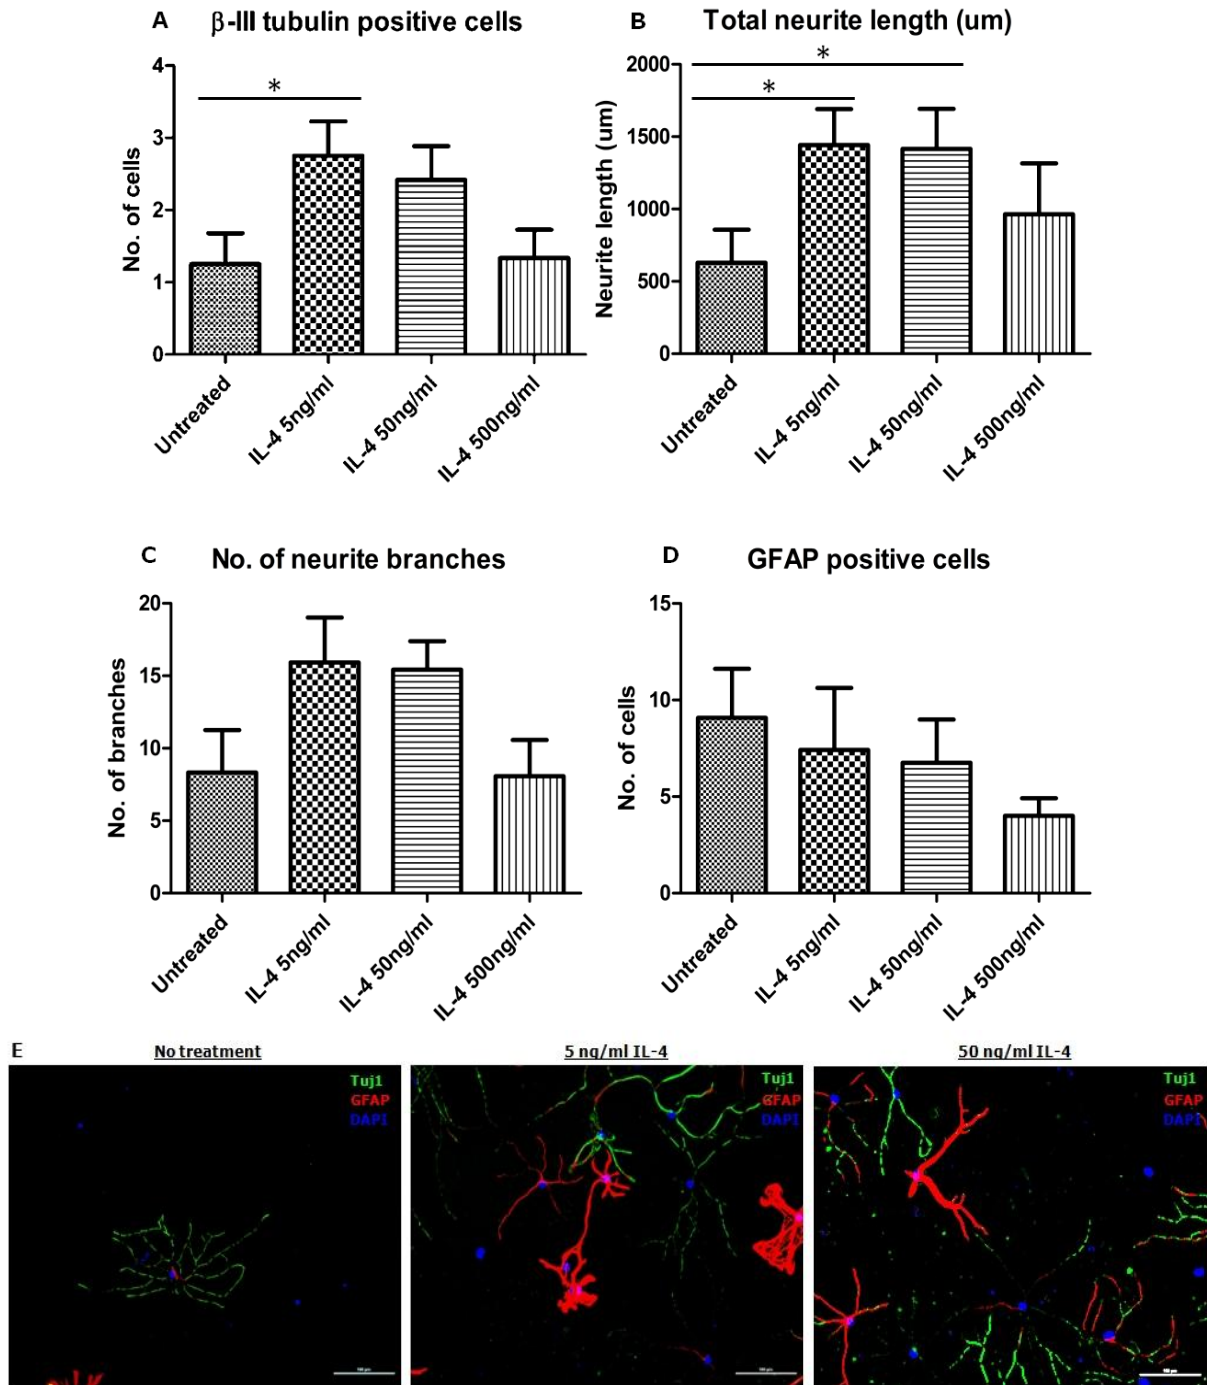 A β-III tubulin positive cells
4
3
2
1
0
No. of cells
*
Untreated
IL-4 5ng/ml
IL-4 50ng/ml
IL-4 500ng/ml
B Total neurite length (um)
2000
1500
1000
500
0
Neurite length (um)
*
*
Untreated
IL-4 5ng/ml
IL-4 50ng/ml
IL-4 500ng/ml
C No. of neurite branches
20
15
10
5
0
No. of branches
Untreated
IL-4 5ng/ml
IL-4 50ng/ml
IL-4 500ng/ml
D GFAP positive cells
15
10
5
0
No. of cells
Untreated
IL-4 5ng/ml
IL-4 50ng/ml
IL-4 500ng/ml
E
No treatment
Tuj1
GFAP
DAPI
5 ng/ml IL-4
Tuj1
GFAP
DAPI
50 ng/ml IL-4
Tuj1
GFAP
DAPI